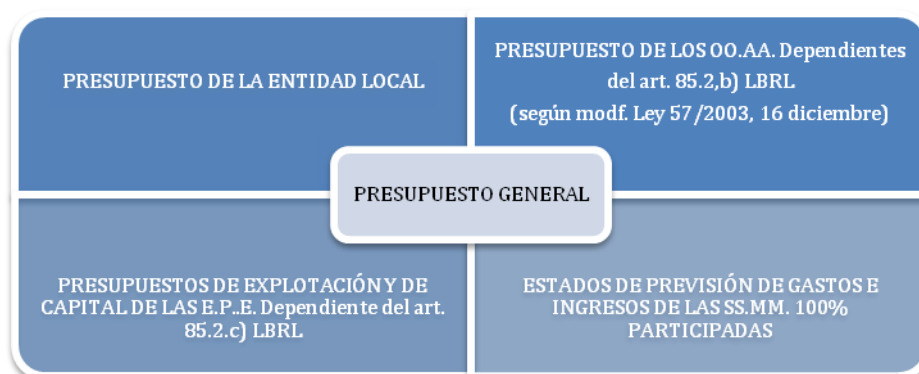 PRESUPUESTO DE LA ENTIDAD LOCAL
PRESUPUESTO DE LOS OO.AA. Dependientes
del art. 85.2,b) LBRL
(según modf. Ley 57/2003, 16 diciembre)
PRESUPUESTO GENERAL
PRESUPUESTOS DE EXPLOTACIÓN Y DE
CAPITAL DE LAS E.P..E. Dependiente del art.
85.2.c) LBRL
ESTADOS DE PREVISIÓN DE GASTOS E
INGRESOS DE LAS SS.MM. 100%
PARTICIPADAS